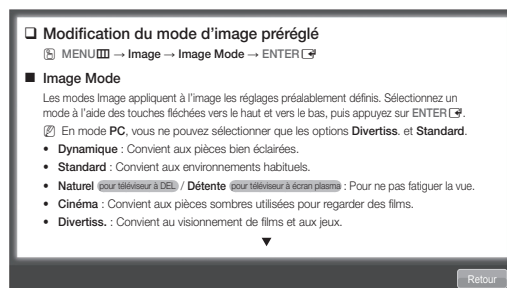 ❑ Modification du mode d'image préréglé
MENU → Image → Image Mode → ENTER
■ Image Mode
Les modes Image appliquent à l'image les réglages préalablement définis. Sélectionnez un
mode à l'aide des touches fléchées vers le haut et vers le bas, puis appuyez sur ENTER.
En mode PC, vous ne pouvez sélectionner que les options Divertiss. et Standard.
• Dynamique : Convient aux pièces bien éclairées.
• Standard : Convient aux environnements habituels.
• Naturel pour téléviseur à DEL / Détente pour téléviseur à écran plasma : Pour ne pas fatiguer la vue.
• Cinéma : Convient aux pièces sombres utilisées pour regarder des films.
• Divertiss. : Convient au visionnement de films et aux jeux.
▼
Retour